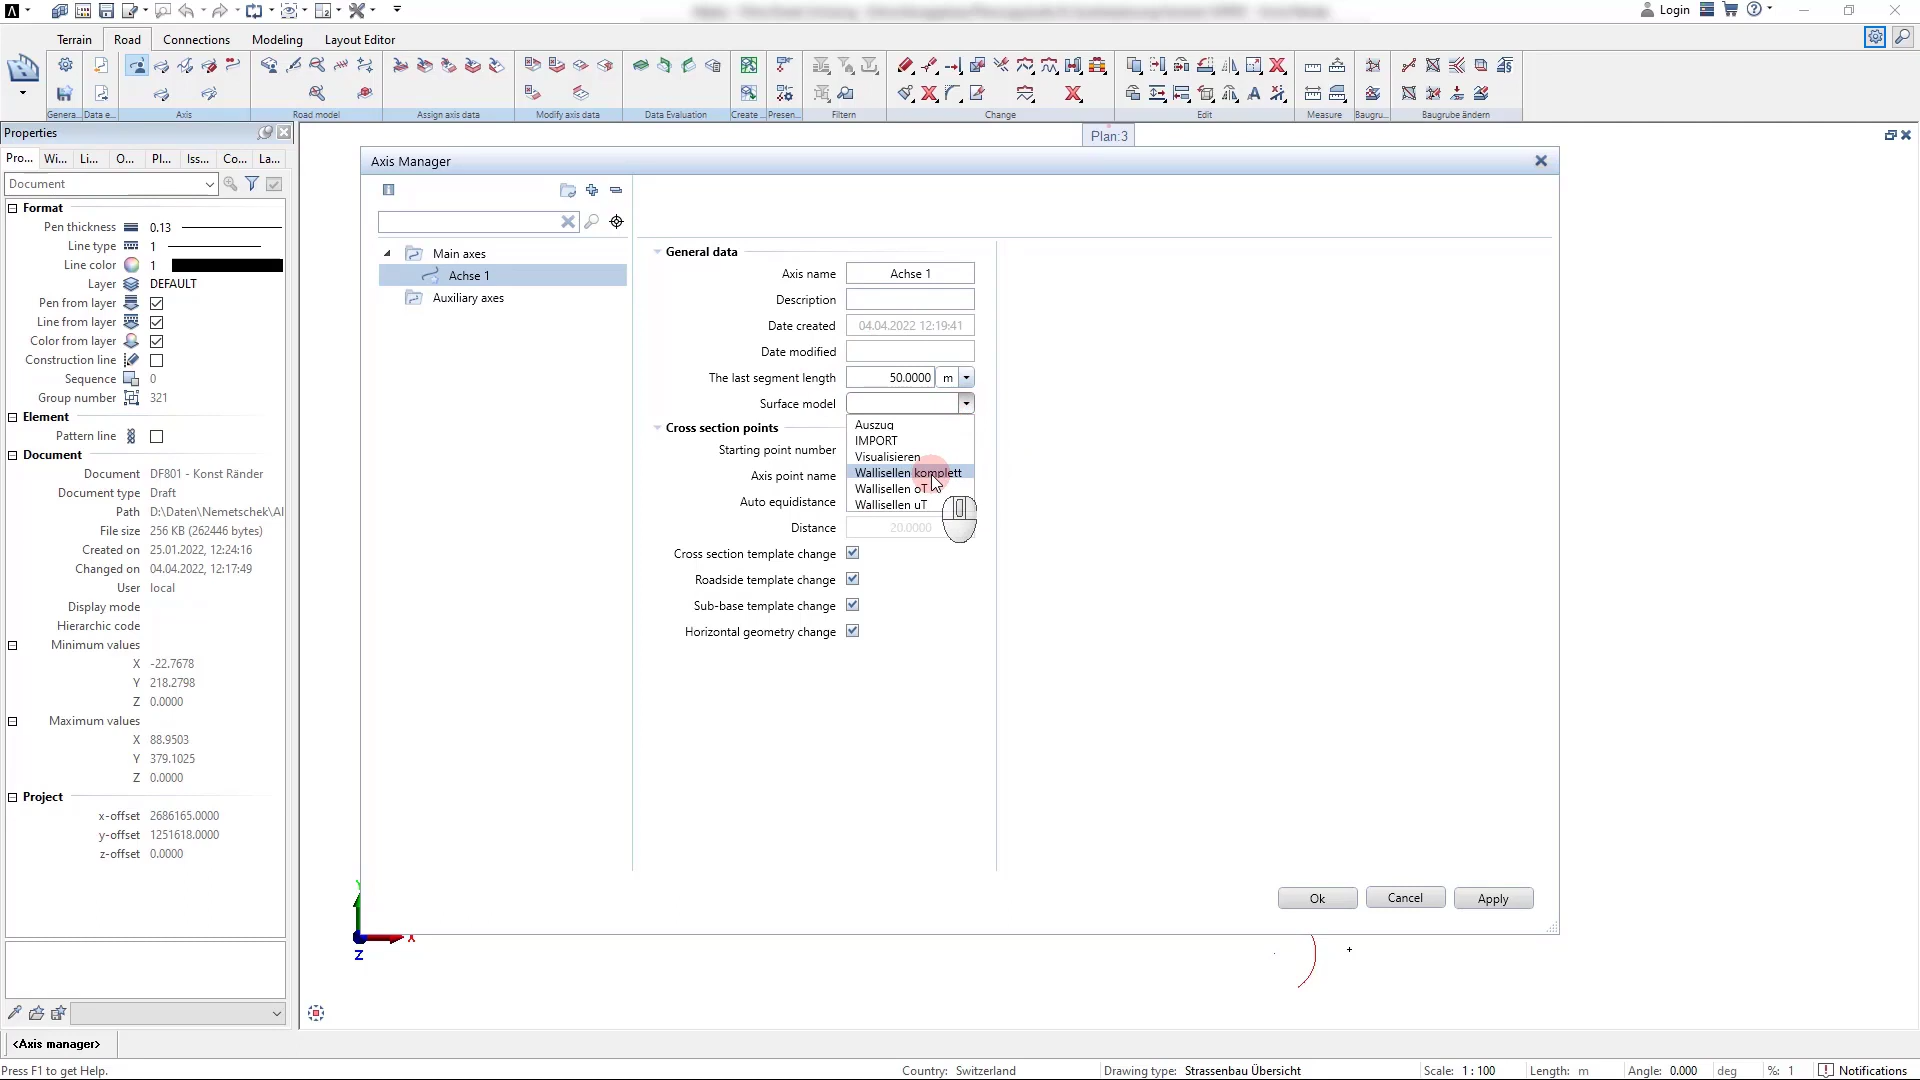 Login
Terrain
Road
Connections
Modeling
Layout Editor
Genera...
Data e...
Axis
Road model
Assign axis data
Modify axis data
Data Evaluation
Create ...
Presen...
Filtern
Change
Edit
Measure
Baugru...
Baugrube ändern
Properties
Plan:3
Pro...
Wi...
Li...
O...
Pl...
Iss...
Co...
La...
Document
Format
Pen thickness 0.13
Line type 1
Line color 1
Layer DEFAULT
Pen from layer
Line from layer
Color from layer
Construction line
Sequence 0
Group number 321
Element
Pattern line
Document
Document DF801 - Konst Ränder
Document type Draft
Path D:\Daten\Nemetschek\Al
File size 256 KB (262446 bytes)
Created on 25.01.2022, 12:24:16
Changed on 04.04.2022, 12:17:49
User local
Display mode
Hierarchic code
Minimum values
X -22.7678
Y 218.2798
Z 0.0000
Maximum values
X 88.9503
Y 379.1025
Z 0.0000
Project
x-offset 2686165.0000
y-offset 1251618.0000
z-offset 0.0000
Axis Manager
Main axes
Achse 1
Auxiliary axes
General data
Axis name Achse 1
Description
Date created 04.04.2022 12:19:41
Date modified
The last segment length 50.0000 m
Surface model
Auszug
IMPORT
Visualisieren
Wallisellen komplett
Wallisellen oT
Wallisellen uT
Cross section points
Starting point number
Axis point name
Auto equidistance
Distance 20.0000
Cross section template change
Roadside template change
Sub-base template change
Horizontal geometry change
Ok
Cancel
Apply
X
Z
<Axis manager>
Press F1 to get Help.
Country: Switzerland
Drawing type: Strassenbau Übersicht
Scale: 1 : 100
Length: m
Angle: 0.000 deg
%: 1
Notifications